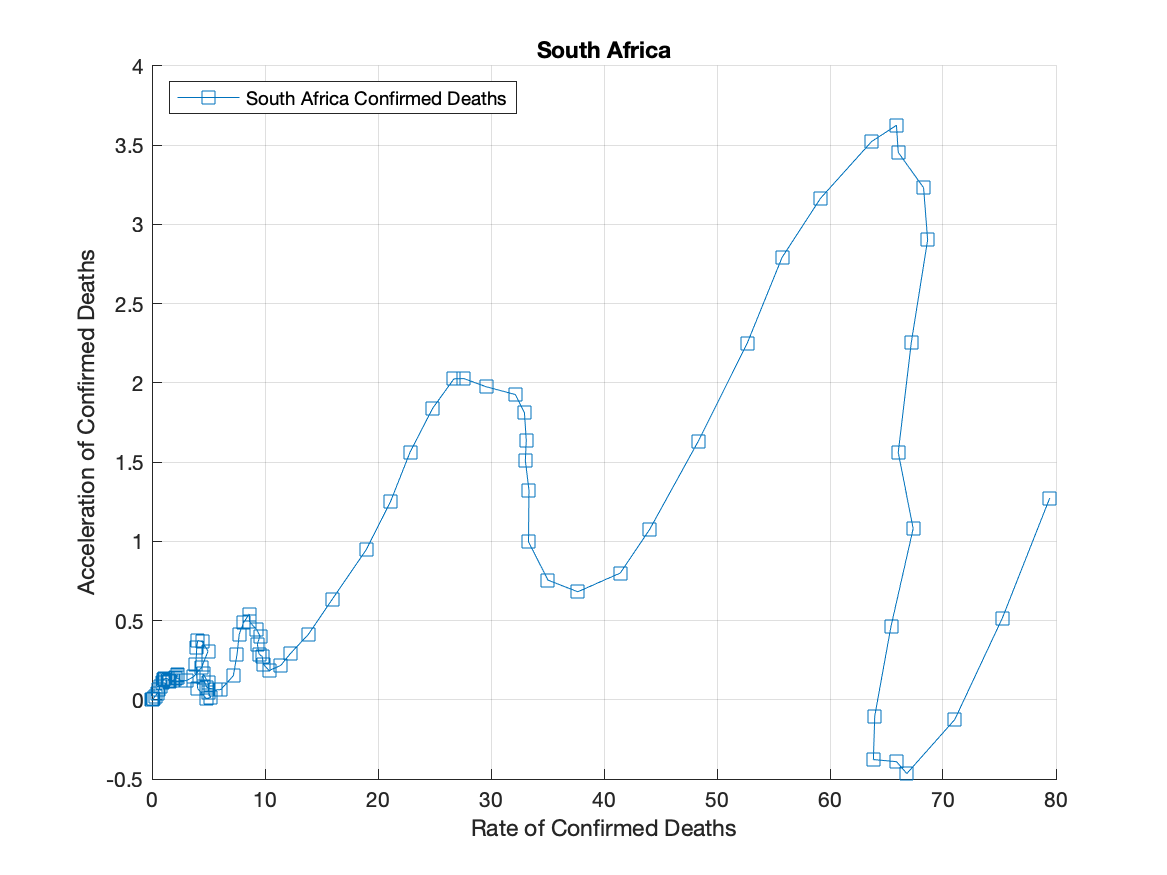 South Africa
South Africa Confirmed Deaths
4
3.5
3
2.5
2
1.5
1
0.5
0
-0.5
Acceleration of Confirmed Deaths
0 10 20 30 40 50 60 70 80
Rate of Confirmed Deaths